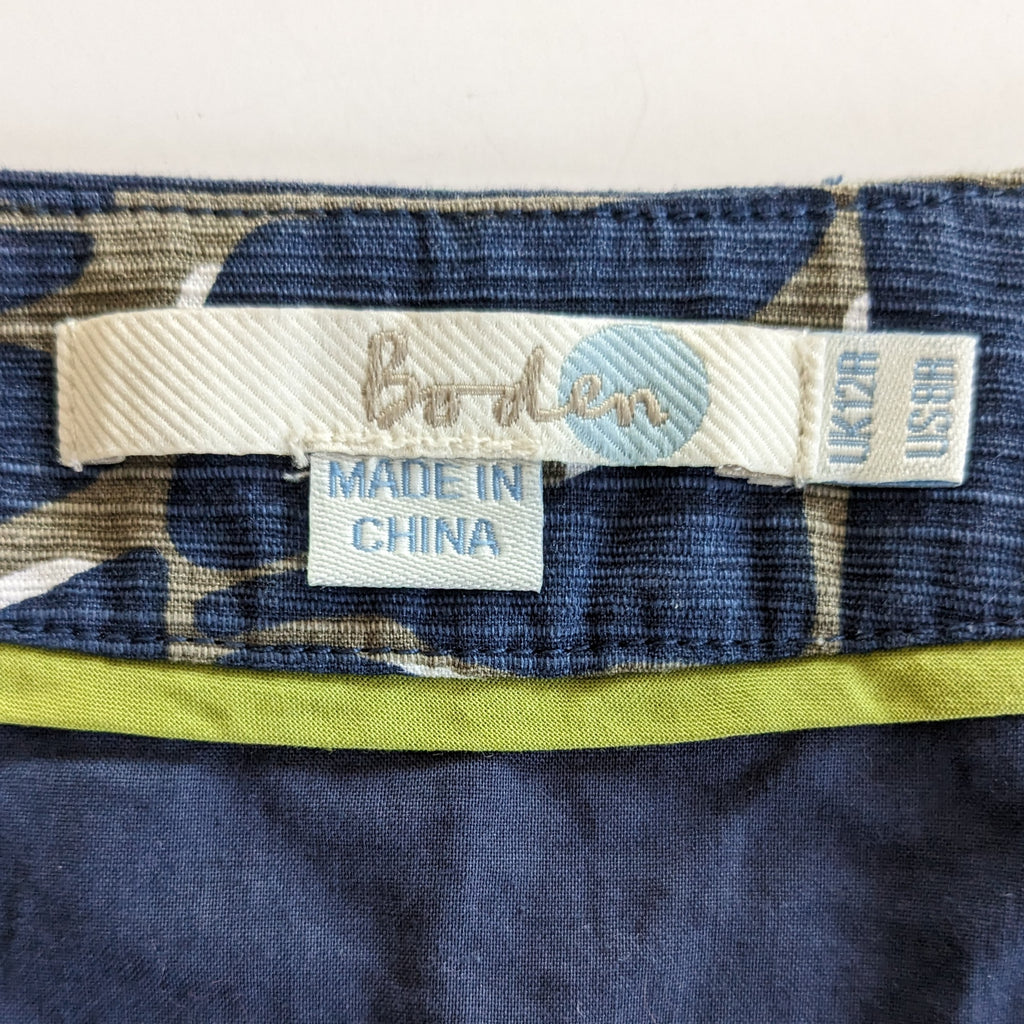 Boden
MADE IN
CHINA
UK12R
US8R